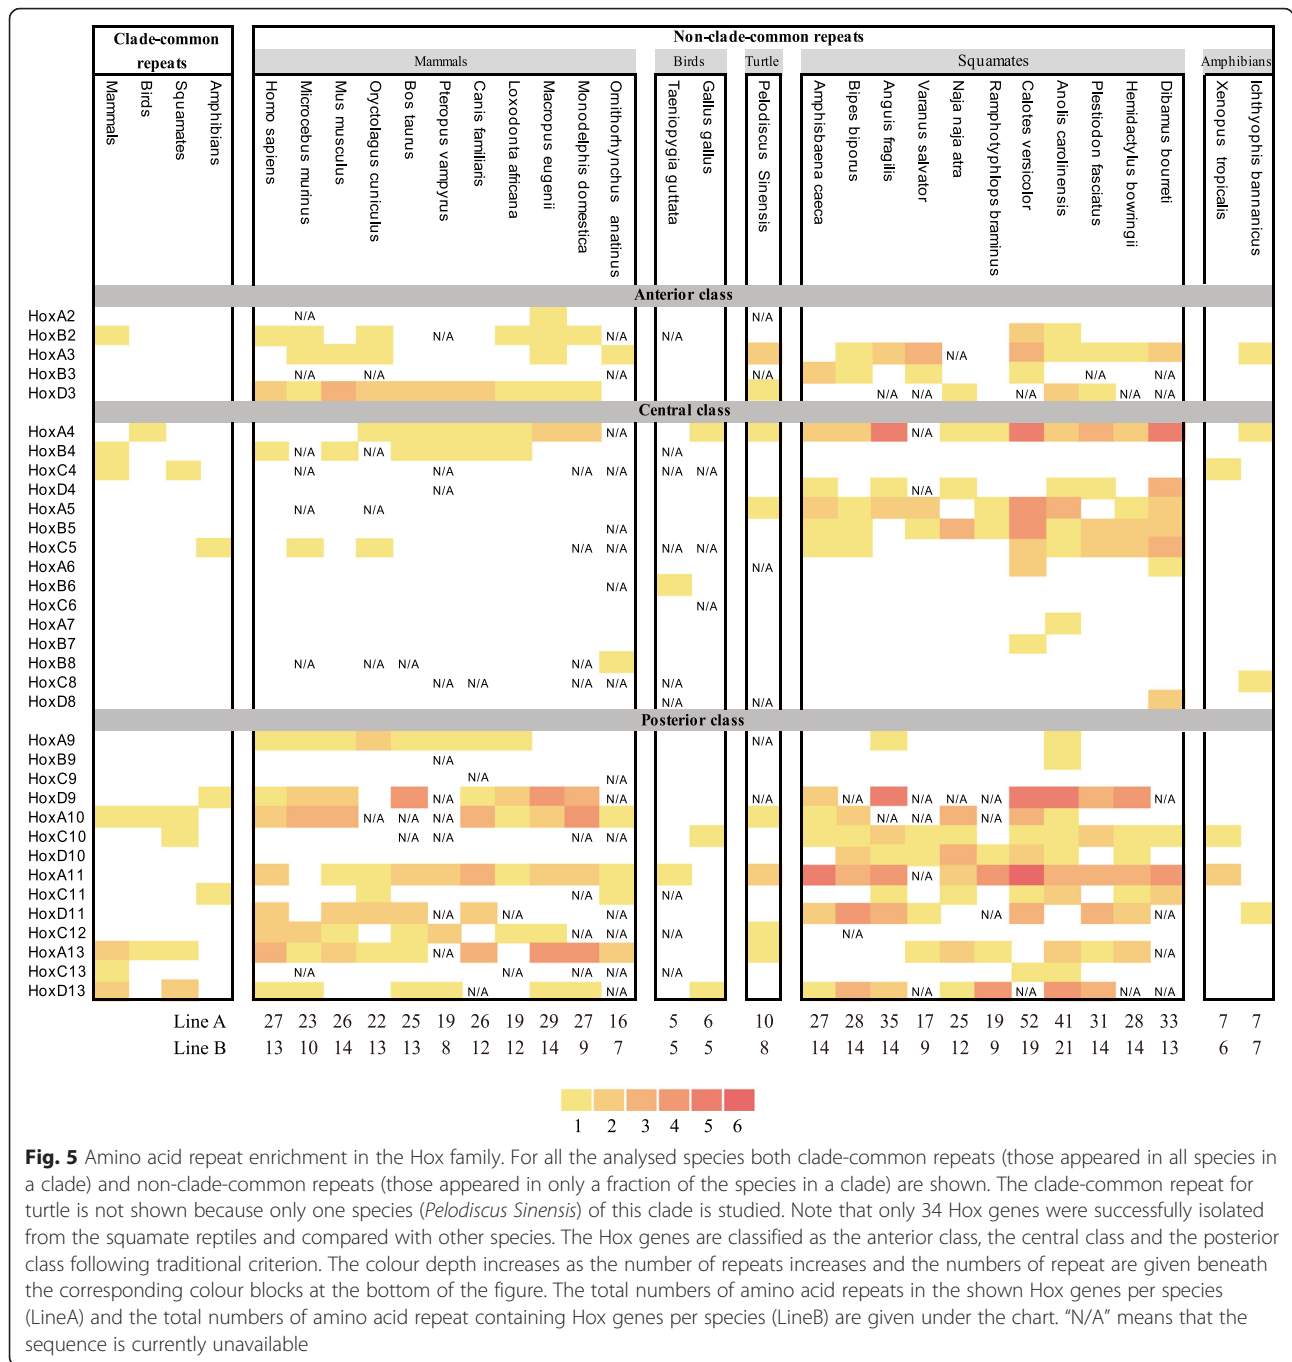 Clade-common repeats
Non-clade-common repeats
Mammals
Birds
Turtle
Squamates
Amphibians
Mammals
Birds
Squamates
Amphibians
Homo sapiens
Microcebus murinus
Mus musculus
Oryctolagus cuniculus
Bos taurus
Pteropus vampyrus
Canis familiaris
Loxodonta africana
Macropus eugenii
Monodelphis domestica
Ornithorhynchus anatinus
Taeniopygia guttata
Gallus gallus
Pelodiscus Sinensis
Amphisbaena caeca
Bipes biporus
Anguis fragilis
Varanus salvator
Naja naja atra
Ramphotyphlops braminus
Calotes versicolor
Anolis carolinensis
Plestiodon fasciatus
Hemidactylus bowringii
Dibamus bourreti
Xenopus tropicalis
Ichthyophis bannanicus
Anterior class
HoxA2 N/A N/A
HoxB2 N/A N/A N/A
HoxA3 N/A
HoxB3 N/A N/A N/A N/A N/A N/A
HoxD3 N/A N/A N/A N/A N/A
Central class
HoxA4 N/A N/A
HoxB4 N/A N/A N/A
HoxC4 N/A N/A N/A N/A N/A N/A
HoxD4 N/A N/A
HoxA5 N/A N/A
HoxB5 N/A
HoxC5 N/A N/A N/A N/A
HoxA6 N/A
HoxB6 N/A
HoxC6 N/A
HoxA7
HoxB7
HoxB8 N/A N/A N/A N/A
HoxC8 N/A N/A N/A N/A N/A
HoxD8 N/A N/A
Posterior class
HoxA9 N/A
HoxB9 N/A
HoxC9 N/A N/A
HoxD9 N/A N/A N/A N/A N/A N/A N/A N/A
HoxA10 N/A N/A N/A N/A N/A N/A
HoxC10 N/A N/A N/A N/A
HoxD10
HoxA11 N/A
HoxC11 N/A N/A
HoxD11 N/A N/A N/A N/A N/A
HoxC12 N/A N/A N/A N/A
HoxA13 N/A N/A
HoxC13 N/A N/A N/A N/A N/A
HoxD13 N/A N/A N/A N/A N/A N/A
Line A 27 23 26 22 25 19 26 19 29 27 16 5 6 10 27 28 35 17 25 19 52 41 31 28 33 7 7
Line B 13 10 14 13 13 8 12 12 14 9 7 5 5 8 14 14 14 9 12 9 19 21 14 14 13 6 7
1 2 3 4 5 6
Fig. 5 Amino acid repeat enrichment in the Hox family. For all the analysed species both clade-common repeats (those appeared in all species in
a clade) and non-clade-common repeats (those appeared in only a fraction of the species in a clade) are shown. The clade-common repeat for
turtle is not shown because only one species (Pelodiscus Sinensis) of this clade is studied. Note that only 34 Hox genes were successfully isolated
from the squamate reptiles and compared with other species. The Hox genes are classified as the anterior class, the central class and the posterior
class following traditional criterion. The colour depth increases as the number of repeats increases and the numbers of repeat are given beneath
the corresponding colour blocks at the bottom of the figure. The total numbers of amino acid repeats in the shown Hox genes per species
(LineA) and the total numbers of amino acid repeat containing Hox genes per species (LineB) are given under the chart. “N/A” means that the
sequence is currently unavailable